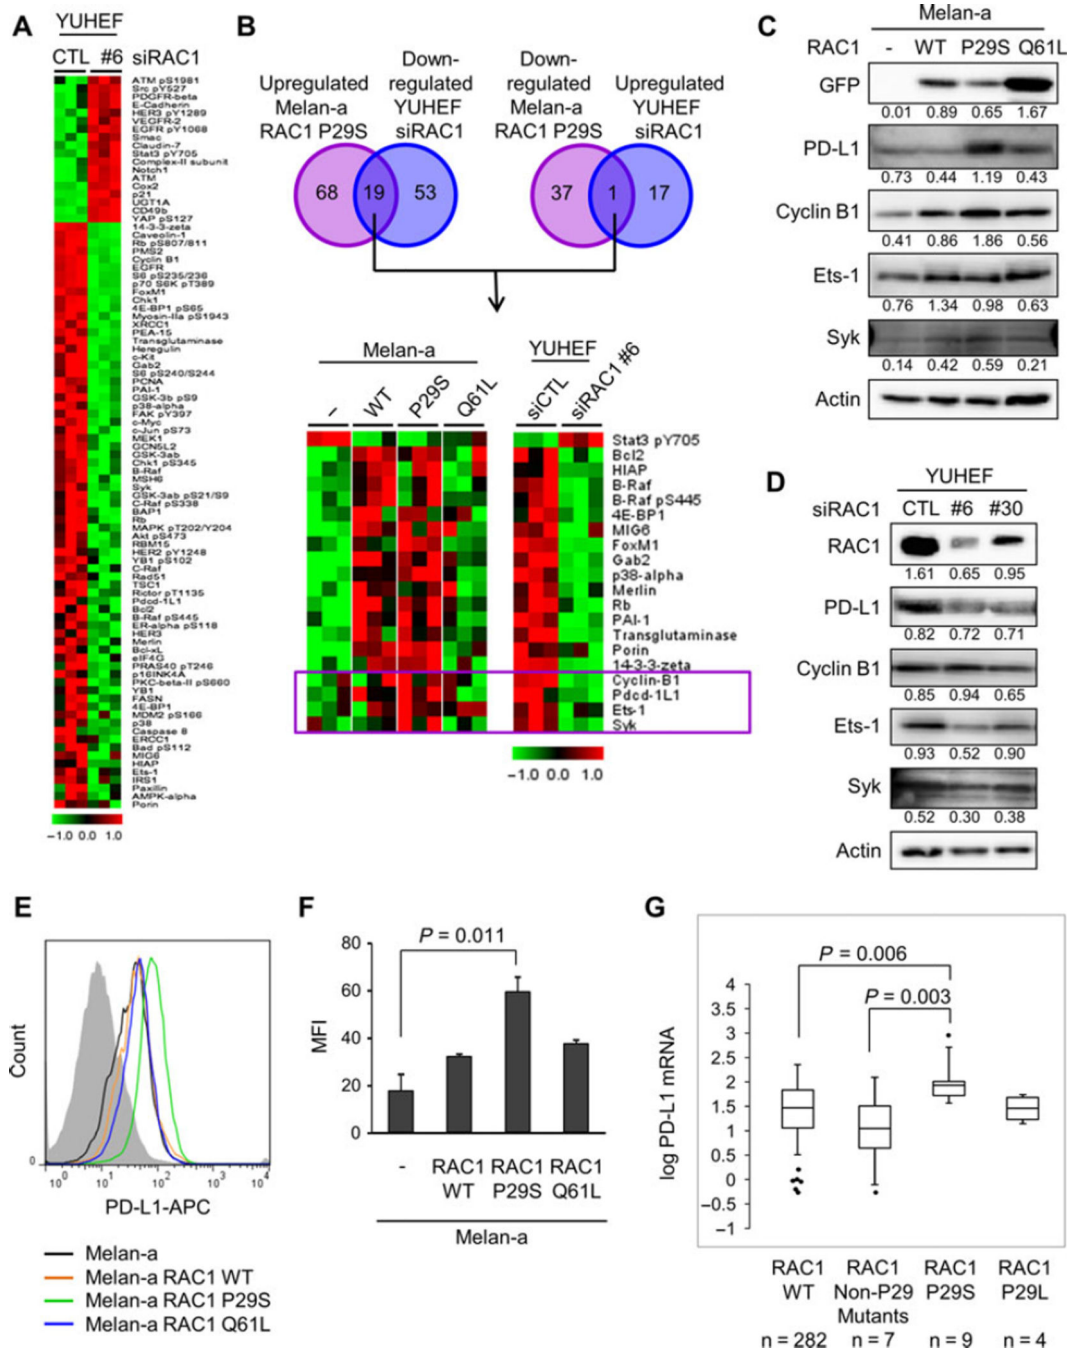 A
YUHEF
CTL #6 siRAC1
ATM pS1981
Src pY527
PDGFR-beta
E-Cadherin
HER3 pY1289
VEGFR-2
EGFR pY1068
Smac
Claudin-7
Stat3 pY705
Complex-II subunit
Notch1
ATM
Cox2
p21
UGT1A
CD49b
YAP pS127
14-3-3-zeta
Caveolin-1
Rb pS807/811
PMS2
Cyclin B1
EGFR
S6 pS235/236
p70 S6K pT389
FoxM1
Chk1
4E-BP1 pS65
Myosin-IIa pS1943
XRCC1
PEA-15
Transglutaminase
Heregulin
c-Kit
Gab2
S6 pS240/S244
PCNA
PAI-1
GSK-3b pS9
p38-alpha
FAK pY397
c-Myc
c-Jun pS73
MEK1
GCN5L2
GSK-3ab
Chk1 pS345
B-Raf
MSH6
Syk
GSK-3ab pS21/S9
C-Raf pS338
BAP1
Rb
MAPK pT202/Y204
Akt pS473
RBM15
HER2 pY1248
YB1 pS102
C-Raf
Rad51
TSC1
Rictor pT1135
Pdcd-1L1
Bcl2
B-Raf pS445
ER-alpha pS118
HER3
Merlin
Bcl-xL
eIF4G
PRAS40 pT246
p16INK4A
PKC-beta-II pS660
YB1
FASN
4E-BP1
MDM2 pS166
p38
Caspase 8
ERCC1
Bad pS112
MIG6
HIAP
Ets-1
IRS1
Paxillin
AMPK-alpha
Porin
−1.0 0.0 1.0
B
Upregulated
Melan-a
RAC1 P29S
Down-
regulated
YUHEF
siRAC1
Down-
regulated
Melan-a
RAC1 P29S
Upregulated
YUHEF
siRAC1
68 19 53
37 1 17
Melan-a
YUHEF
– WT P29S Q61L siCTL siRAC1 #6
Stat3 pY705
Bcl2
HIAP
B-Raf
B-Raf pS445
4E-BP1
MIG6
FoxM1
Gab2
p38-alpha
Merlin
Rb
PAI-1
Transglutaminase
Porin
14-3-3-zeta
Cyclin-B1
Pdcd-1L1
Ets-1
Syk
−1.0 0.0 1.0
C
Melan-a
RAC1 - WT P29S Q61L
GFP
0.01 0.89 0.65 1.67
PD-L1
0.73 0.44 1.19 0.43
Cyclin B1
0.41 0.86 1.86 0.56
Ets-1
0.76 1.34 0.98 0.63
Syk
0.14 0.42 0.59 0.21
Actin
D
YUHEF
siRAC1 CTL #6 #30
RAC1
1.61 0.65 0.95
PD-L1
0.82 0.72 0.71
Cyclin B1
0.85 0.94 0.65
Ets-1
0.93 0.52 0.90
Syk
0.52 0.30 0.38
Actin
E
Count
0
10⁰ 10¹ 10² 10³ 10⁴
PD-L1-APC
Melan-a
Melan-a RAC1 WT
Melan-a RAC1 P29S
Melan-a RAC1 Q61L
F
P = 0.011
MFI
80
60
40
20
0
- RAC1 RAC1 RAC1
WT P29S Q61L
Melan-a
G
P = 0.006
P = 0.003
log PD-L1 mRNA
4
3.5
3
2.5
2
1.5
1
0.5
0
−0.5
−1
RAC1 RAC1 RAC1 RAC1
WT Non-P29 P29S P29L
Mutants
n = 282 n = 7 n = 9 n = 4